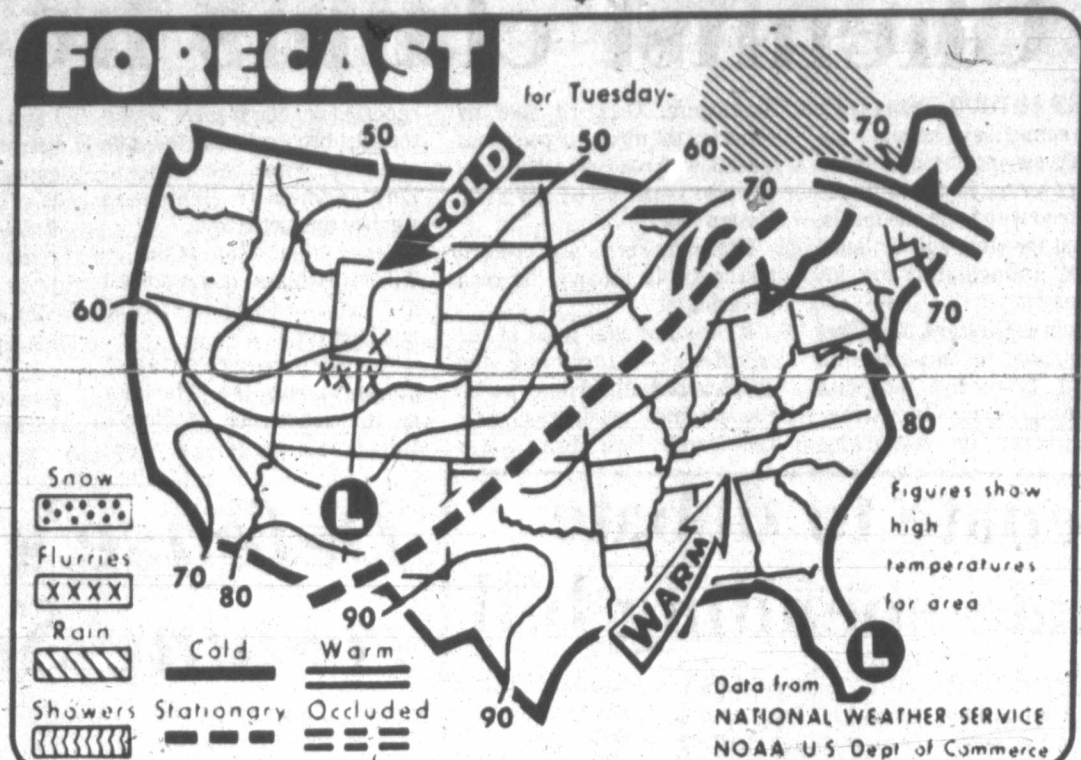 FORECAST
for Tuesday-
50
COLD
50
60
70
70
60
70
XX X X
80
L
Snow
Flurries
XXXX
Rain
Showers
70
80
90
Cold
Warm
Stationary
Occluded
90
WARM
Figures show
high
temperatures
for area
L
Data from
NATIONAL WEATHER SERVICE
NOAA U S Dept of Commerce